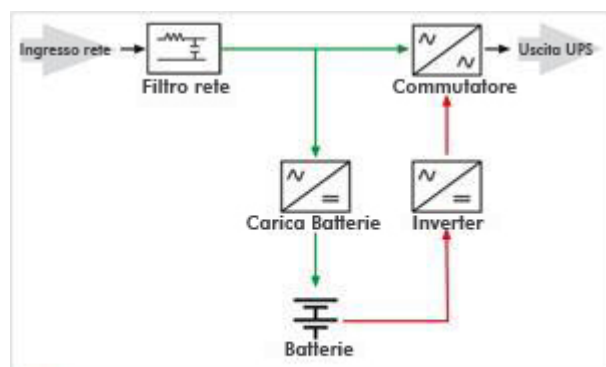 Ingresso rete
Uscita UPS
Filtro rete
Commutatore
Carica Batterie
Inverter
Batterie